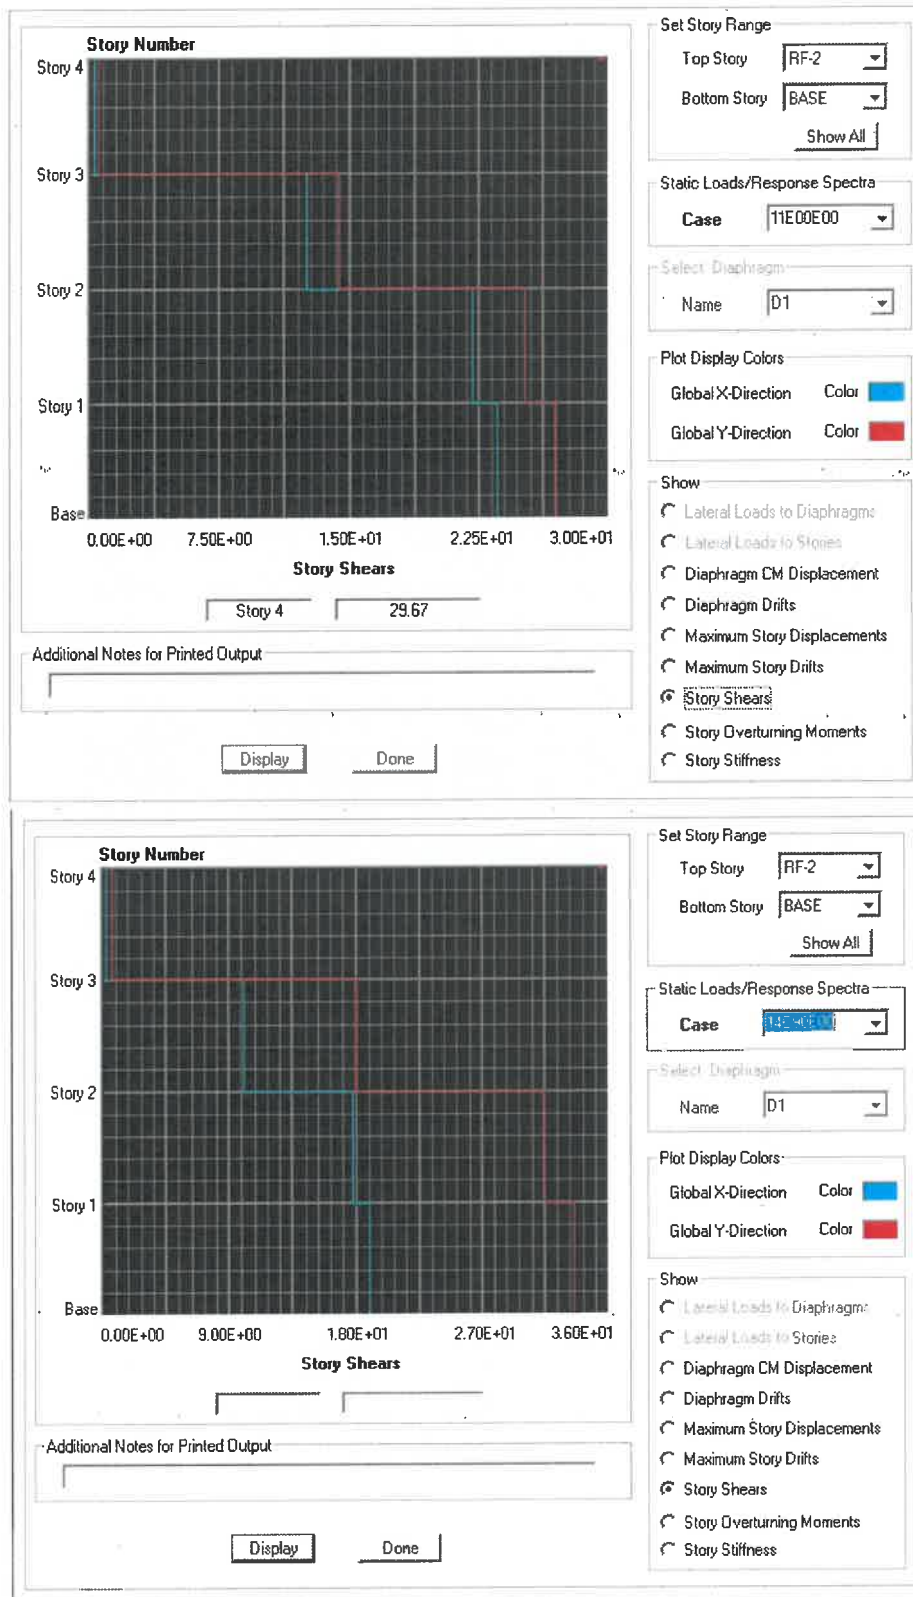 Story Number
Story 4
Story 3
Story 2
Story 1
Base
0.00E+00 7.50E+00 1.50E+01 2.25E+01 3.00E+01
Story Shears
Story 4 29.67
Additional Notes for Printed Output
Display Done
Set Story Range
Top Story RF-2
Bottom Story BASE
Show All
Static Loads/Response Spectra
Case 11E00E00
Select Diaphragm
Name D1
Plot Display Colors
Global X-Direction Color
Global Y-Direction Color
Show
Lateral Loads to Diaphragms
Lateral Loads to Stories
Diaphragm CM Displacement
Diaphragm Drifts
Maximum Story Displacements
Maximum Story Drifts
Story Shears
Story Overturning Moments
Story Stiffness
Story Number
Story 4
Story 3
Story 2
Story 1
Base
0.00E+00 9.00E+00 1.80E+01 2.70E+01 3.60E+01
Story Shears
Additional Notes for Printed Output
Display Done
Set Story Range
Top Story RF-2
Bottom Story BASE
Show All
Static Loads/Response Spectra
Case
Select Diaphragm
Name D1
Plot Display Colors
Global X-Direction Color
Global Y-Direction Color
Show
Lateral Loads to Diaphragms
Lateral Loads to Stories
Diaphragm CM Displacement
Diaphragm Drifts
Maximum Story Displacements
Maximum Story Drifts
Story Shears
Story Overturning Moments
Story Stiffness